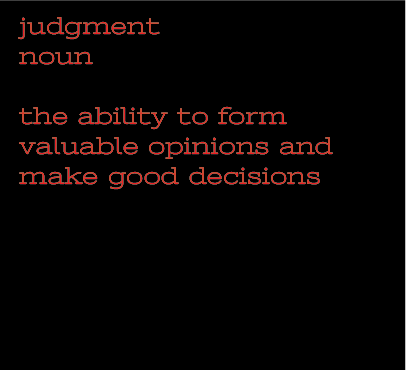 judgment
noun
the ability to form
valuable opinions and
make good decisions